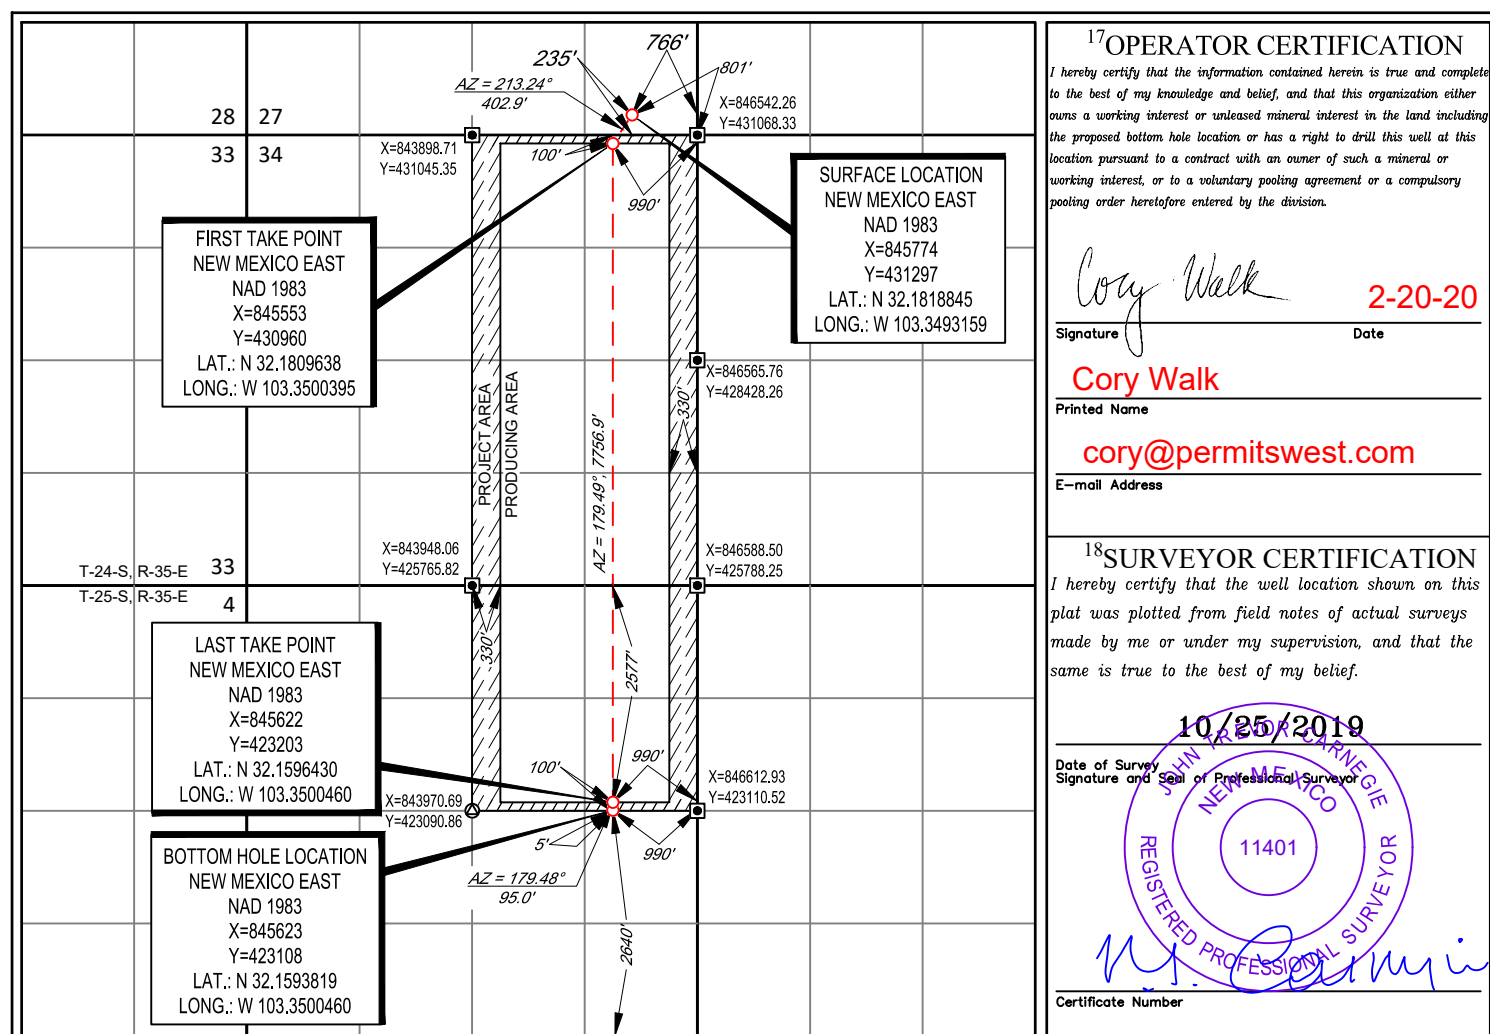 28 27
33 34
235'
766'
801'
AZ = 213.24°
402.9'
X=846542.26
Y=431068.33
X=843898.71
Y=431045.35
100'
990'
FIRST TAKE POINT
NEW MEXICO EAST
NAD 1983
X=845553
Y=430960
LAT.: N 32.1809638
LONG.: W 103.3500395
SURFACE LOCATION
NEW MEXICO EAST
NAD 1983
X=845774
Y=431297
LAT.: N 32.1818845
LONG.: W 103.3493159
X=846565.76
Y=428428.26
330'
PROJECT AREA
PRODUCING AREA
AZ = 179.49°, 7756.9'
X=843948.06
Y=425765.82
X=846588.50
Y=425788.25
T-24-S, R-35-E 33
T-25-S, R-35-E 4
330'
2577'
LAST TAKE POINT
NEW MEXICO EAST
NAD 1983
X=845622
Y=423203
LAT.: N 32.1596430
LONG.: W 103.3500460
100'
990'
X=846612.93
Y=423110.52
X=843970.69
Y=423090.86
5'
990'
AZ = 179.48°
95.0'
2640'
BOTTOM HOLE LOCATION
NEW MEXICO EAST
NAD 1983
X=845623
Y=423108
LAT.: N 32.1593819
LONG.: W 103.3500460
17 OPERATOR CERTIFICATION
I hereby certify that the information contained herein is true and complete
to the best of my knowledge and belief, and that this organization either
owns a working interest or unleased mineral interest in the land including
the proposed bottom hole location or has a right to drill this well at this
location pursuant to a contract with an owner of such a mineral or
working interest, or to a voluntary pooling agreement or a compulsory
pooling order heretofore entered by the division.
Cory Walk
2-20-20
Signature Date
Cory Walk
Printed Name
cory@permitswest.com
E-mail Address
18 SURVEYOR CERTIFICATION
I hereby certify that the well location shown on this
plat was plotted from field notes of actual surveys
made by me or under my supervision, and that the
same is true to the best of my belief.
10/25/2019
Date of Survey
Signature and Seal of Professional Surveyor
JOHN TREVOR CARNEGIE
NEW MEXICO
11401
REGISTERED PROFESSIONAL SURVEYOR
Certificate Number